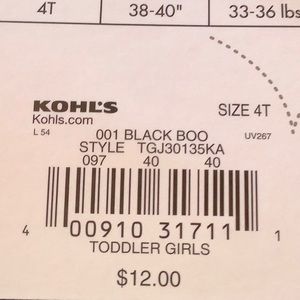 4T 38-40" 33-36 lbs
KOHL'S
Kohls.com SIZE 4T
L 54 001 BLACK BOO UV267
STYLE TGJ30135KA
097 40 40
4 00910 31711 1
TODDLER GIRLS
$12.00